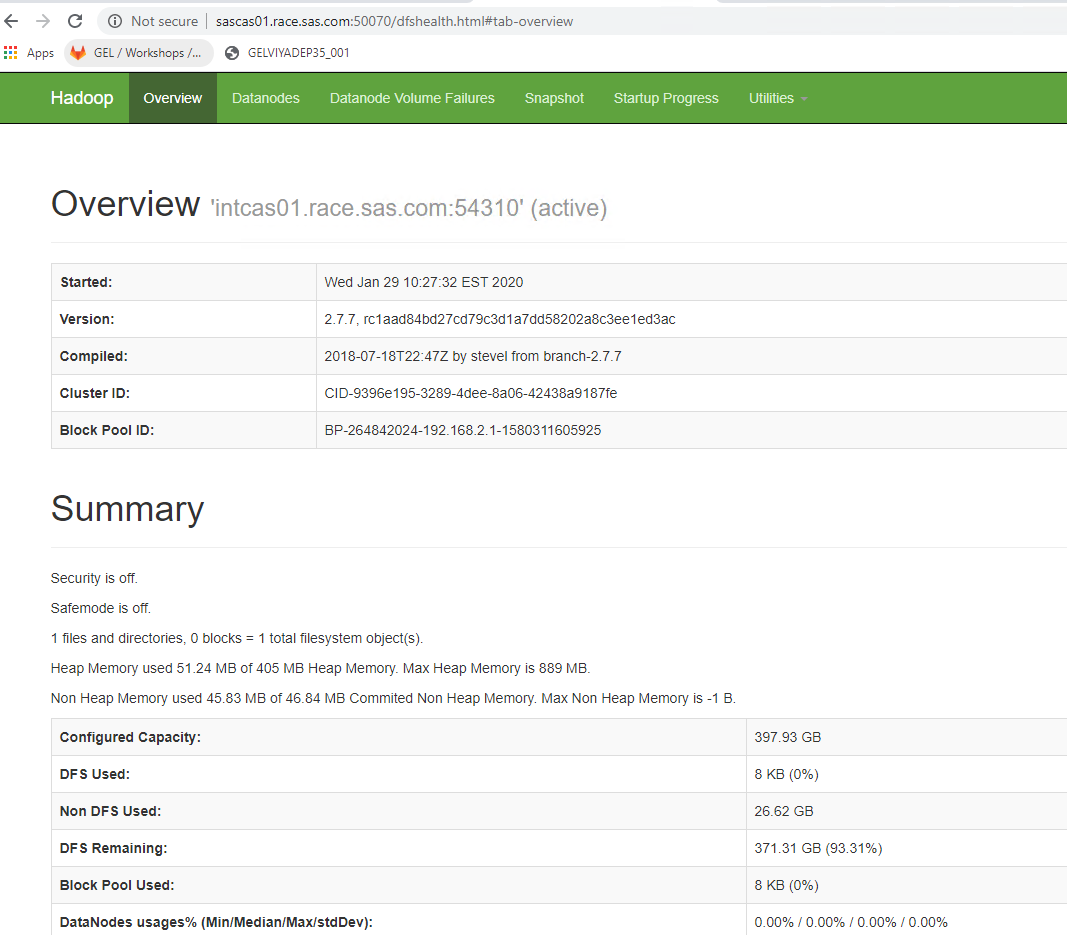 Not secure | sascas01.race.sas.com:50070/dfshealth.html#tab-overview
Apps GEL / Workshops /... GELVIYADEP35_001
Hadoop Overview Datanodes Datanode Volume Failures Snapshot Startup Progress Utilities
Overview 'intcas01.race.sas.com:54310' (active)
Started: Wed Jan 29 10:27:32 EST 2020
Version: 2.7.7, rc1aad84bd27cd79c3d1a7dd58202a8c3ee1ed3ac
Compiled: 2018-07-18T22:47Z by stevel from branch-2.7.7
Cluster ID: CID-9396e195-3289-4dee-8a06-42438a9187fe
Block Pool ID: BP-264842024-192.168.2.1-1580311605925
Summary
Security is off.
Safemode is off.
1 files and directories, 0 blocks = 1 total filesystem object(s).
Heap Memory used 51.24 MB of 405 MB Heap Memory. Max Heap Memory is 889 MB.
Non Heap Memory used 45.83 MB of 46.84 MB Commited Non Heap Memory. Max Non Heap Memory is -1 B.
Configured Capacity: 397.93 GB
DFS Used: 8 KB (0%)
Non DFS Used: 26.62 GB
DFS Remaining: 371.31 GB (93.31%)
Block Pool Used: 8 KB (0%)
DataNodes usages% (Min/Median/Max/stdDev): 0.00% / 0.00% / 0.00% / 0.00%